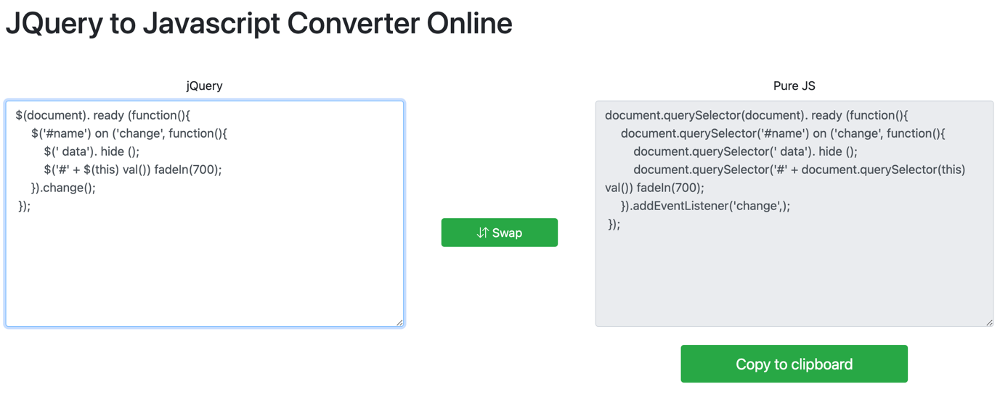 JQuery to Javascript Converter Online
jQuery
$(document). ready (function(){
$('#name') on ('change', function(){
$(' data'). hide ();
$('#' + $(this) val()) fadeIn(700);
}).change();
});
Swap
Pure JS
document.querySelector(document). ready (function(){
document.querySelector('#name') on ('change', function(){
document.querySelector(' data'). hide ();
document.querySelector('#' + document.querySelector(this)
val()) fadeIn(700);
}).addEventListener('change',);
});
Copy to clipboard